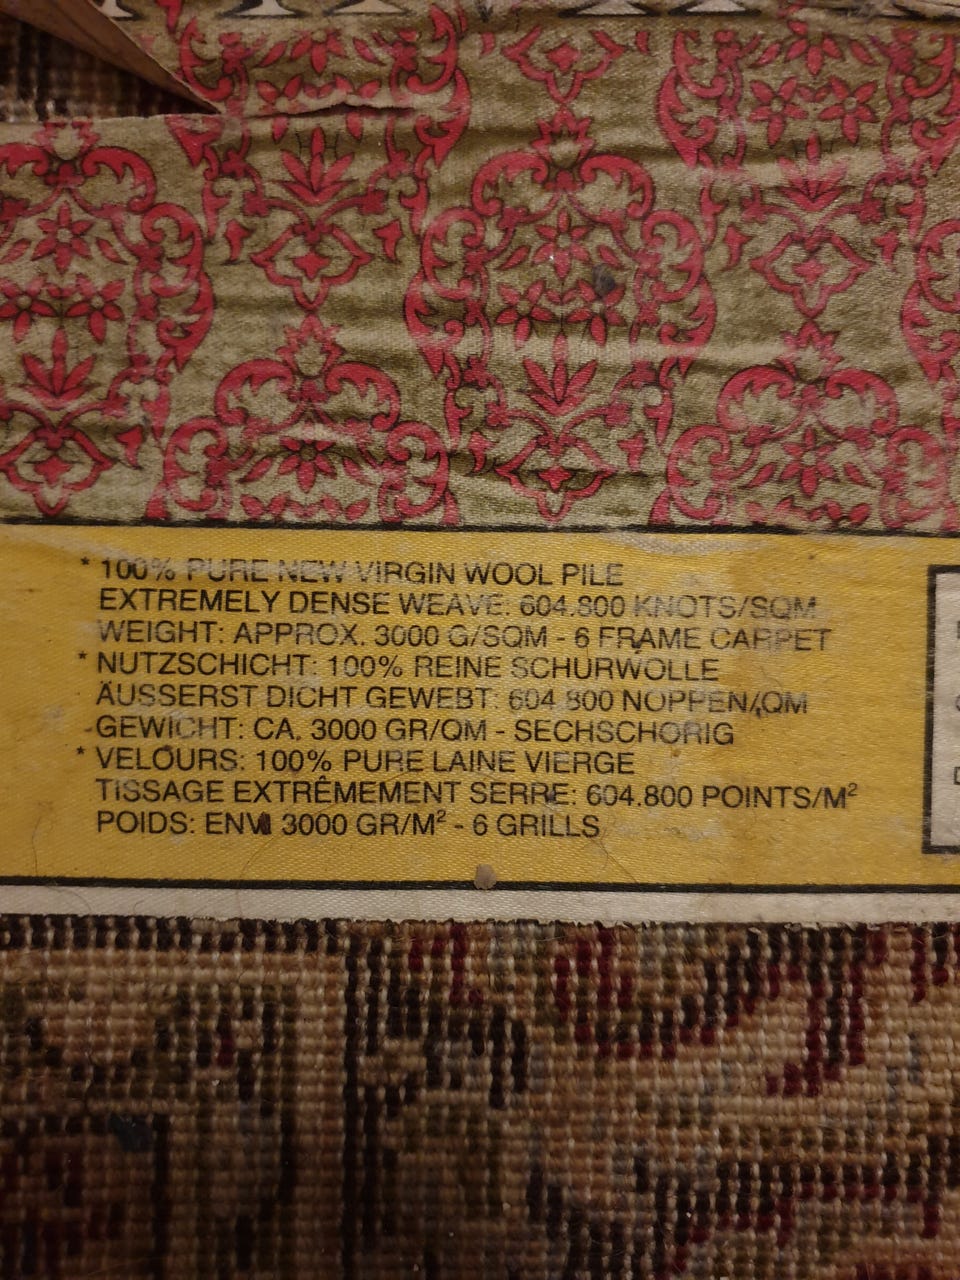 * 100% PURE NEW VIRGIN WOOL PILE
EXTREMELY DENSE WEAVE: 604.800 KNOTS/SQM
WEIGHT: APPROX. 3000 G/SQM - 6 FRAME CARPET
* NUTZSCHICHT: 100% REINE SCHURWOLLE
ÄUSSERST DICHT GEWEBT: 604.800 NOPPEN/QM
GEWICHT: CA. 3000 GR/QM - SECHSCHORIG
* VELOURS: 100% PURE LAINE VIERGE
TISSAGE EXTRÊMEMENT SERRE: 604.800 POINTS/M²
POIDS: ENV. 3000 GR/M² - 6 GRILLS